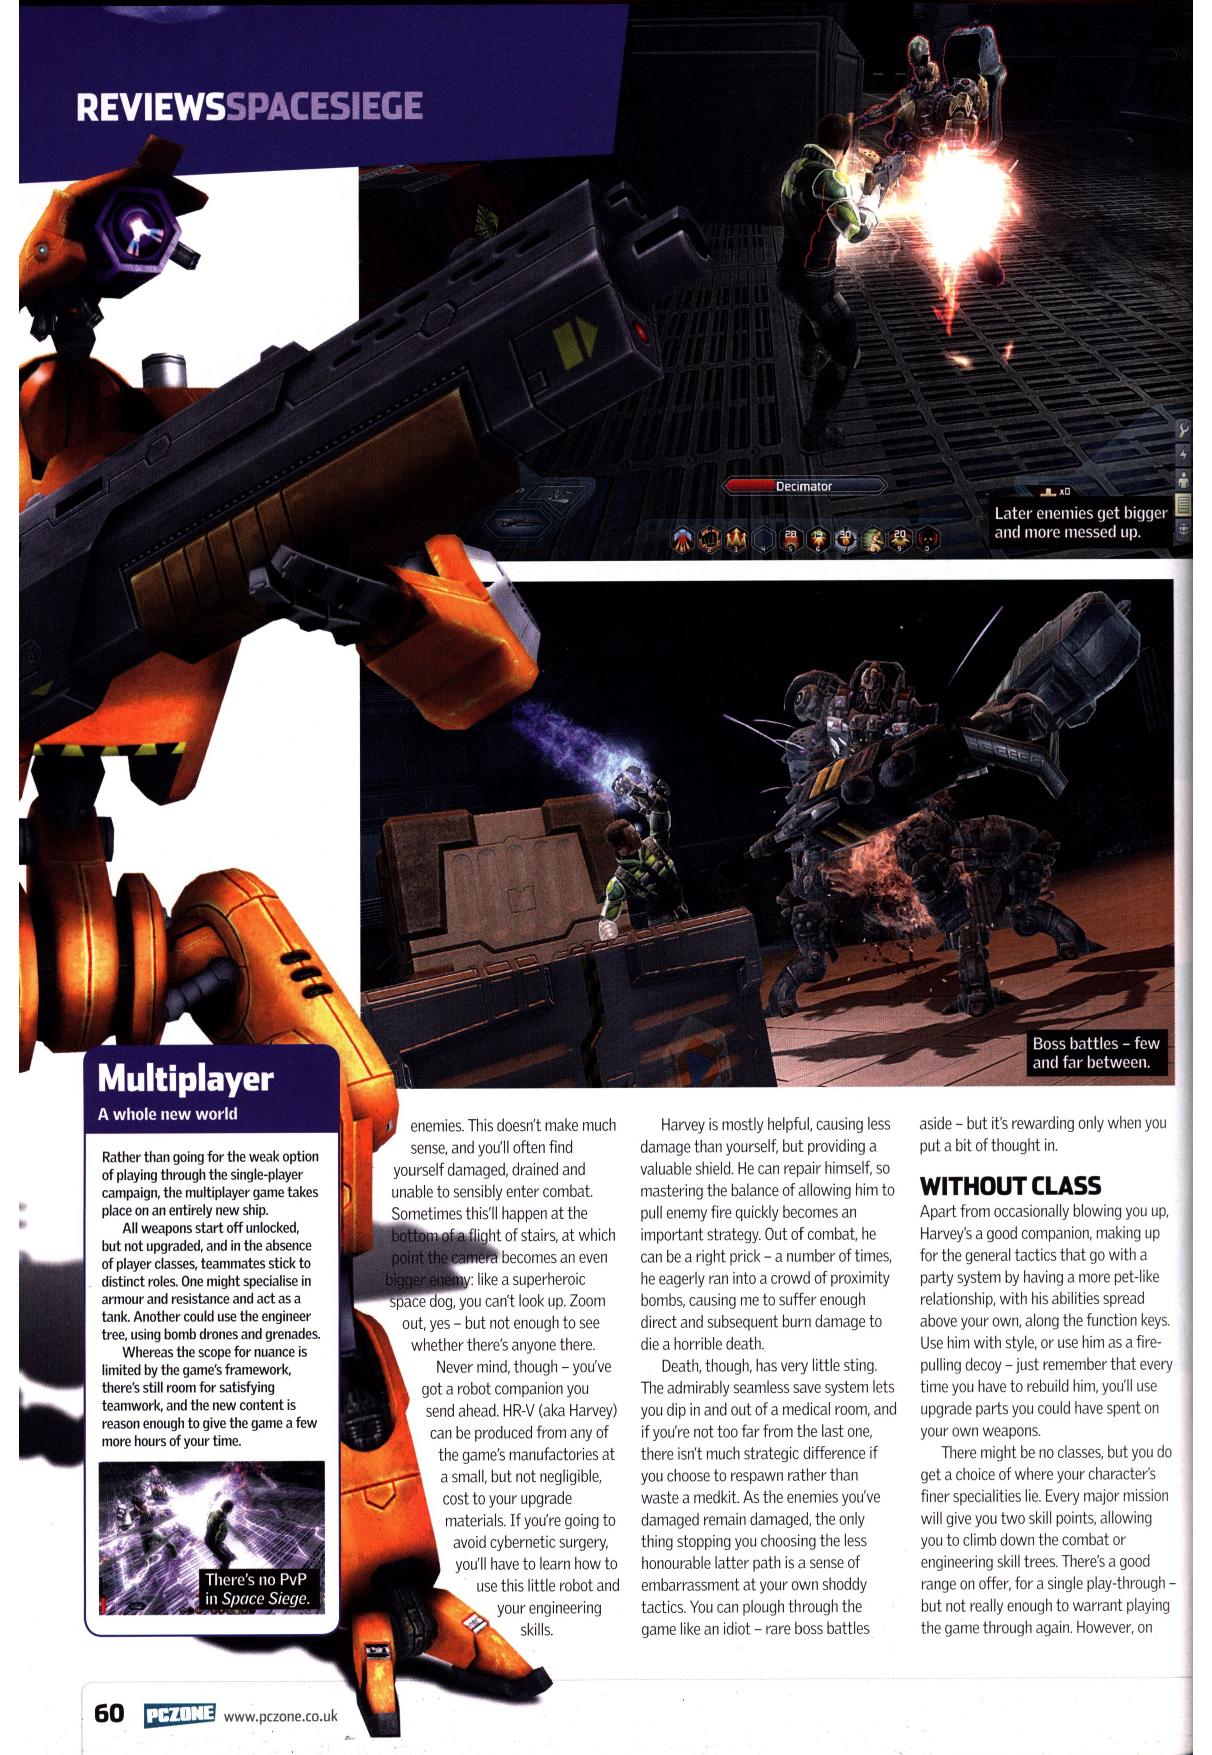 REVIEWSSPACESIEGE
Decimator
x0
Later enemies get bigger
and more messed up.
28
19
30
20
Boss battles – few
and far between.
Multiplayer
A whole new world
Rather than going for the weak option
of playing through the single-player
campaign, the multiplayer game takes
place on an entirely new ship.
All weapons start off unlocked,
but not upgraded, and in the absence
of player classes, teammates stick to
distinct roles. One might specialise in
armour and resistance and act as a
tank. Another could use the engineer
tree, using bomb drones and grenades.
Whereas the scope for nuance is
limited by the game's framework,
there's still room for satisfying
teamwork, and the new content is
reason enough to give the game a few
more hours of your time.
There's no PvP
in Space Siege.
enemies. This doesn't make much
sense, and you'll often find
yourself damaged, drained and
unable to sensibly enter combat.
Sometimes this'll happen at the
bottom of a flight of stairs, at which
point the camera becomes an even
bigger enemy: like a superheroic
space dog, you can't look up. Zoom
out, yes – but not enough to see
whether there's anyone there.
Never mind, though – you've
got a robot companion you
send ahead. HR-V (aka Harvey)
can be produced from any of
the game's manufactories at
a small, but not negligible,
cost to your upgrade
materials. If you're going to
avoid cybernetic surgery,
you'll have to learn how to
use this little robot and
your engineering
skills.
Harvey is mostly helpful, causing less
damage than yourself, but providing a
valuable shield. He can repair himself, so
mastering the balance of allowing him to
pull enemy fire quickly becomes an
important strategy. Out of combat, he
can be a right prick – a number of times,
he eagerly ran into a crowd of proximity
bombs, causing me to suffer enough
direct and subsequent burn damage to
die a horrible death.
Death, though, has very little sting.
The admirably seamless save system lets
you dip in and out of a medical room, and
if you're not too far from the last one,
there isn't much strategic difference if
you choose to respawn rather than
waste a medkit. As the enemies you've
damaged remain damaged, the only
thing stopping you choosing the less
honourable latter path is a sense of
embarrassment at your own shoddy
tactics. You can plough through the
game like an idiot – rare boss battles
aside – but it's rewarding only when you
put a bit of thought in.
WITHOUT CLASS
Apart from occasionally blowing you up,
Harvey's a good companion, making up
for the general tactics that go with a
party system by having a more pet-like
relationship, with his abilities spread
above your own, along the function keys.
Use him with style, or use him as a fire-
pulling decoy – just remember that every
time you have to rebuild him, you'll use
upgrade parts you could have spent on
your own weapons.
There might be no classes, but you do
get a choice of where your character's
finer specialities lie. Every major mission
will give you two skill points, allowing
you to climb down the combat or
engineering skill trees. There's a good
range on offer, for a single play-through –
but not really enough to warrant playing
the game through again. However, on
60 PCZONE www.pczone.co.uk